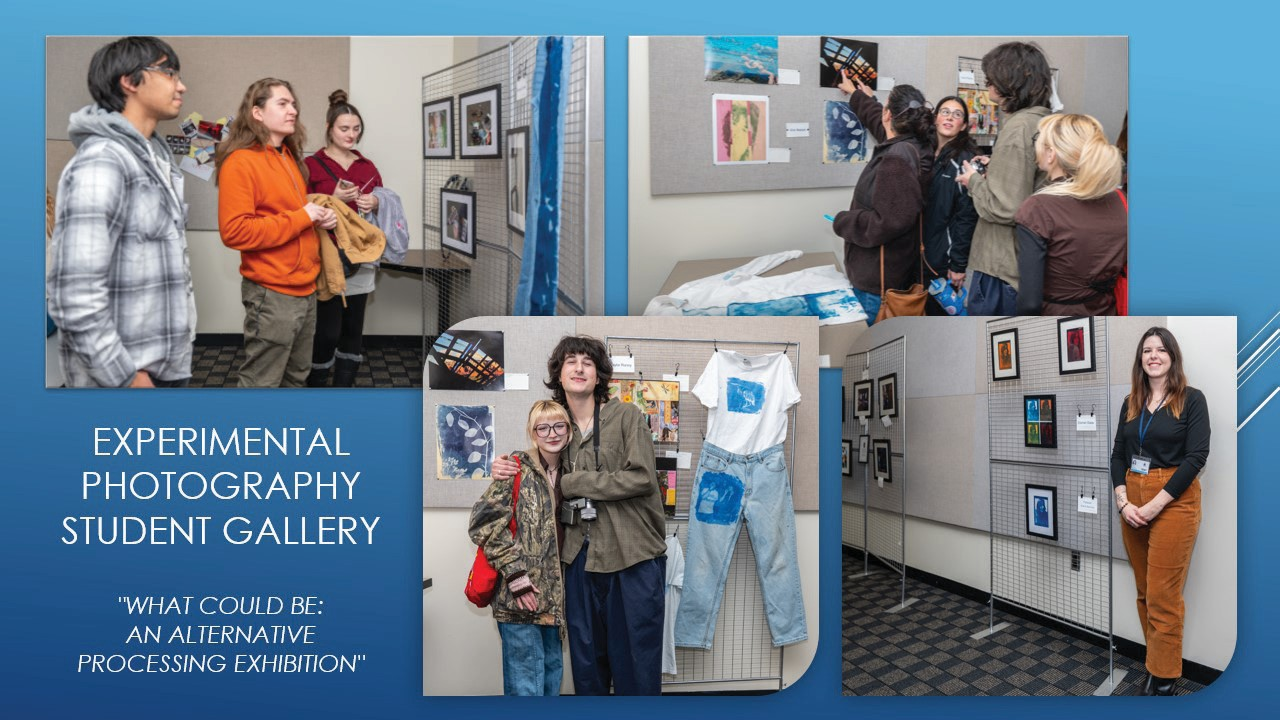 EXPERIMENTAL
PHOTOGRAPHY
STUDENT GALLERY
"WHAT COULD BE:
AN ALTERNATIVE
PROCESSING EXHIBITION"